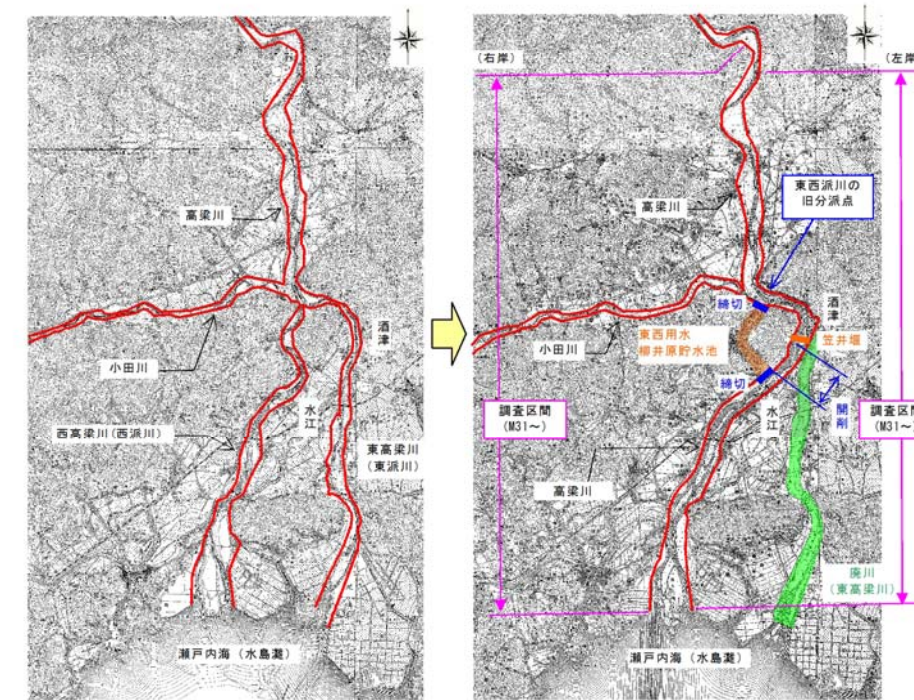 高梁川
小田川
酒津
西高梁川(西派川)
水江
東高梁川
(東派川)
瀬戸内海(水島灘)
(右岸)
(左岸
東西派川の
旧分派点
高梁川
締切
酒津
東西用水
柳井原貯水池
笠井堰
小田川
締切
開削
調査区間
(M31~)
水江
調査区間
(M31~
高梁川
廃川
(東高梁川)
瀬戸内海(水島灘)